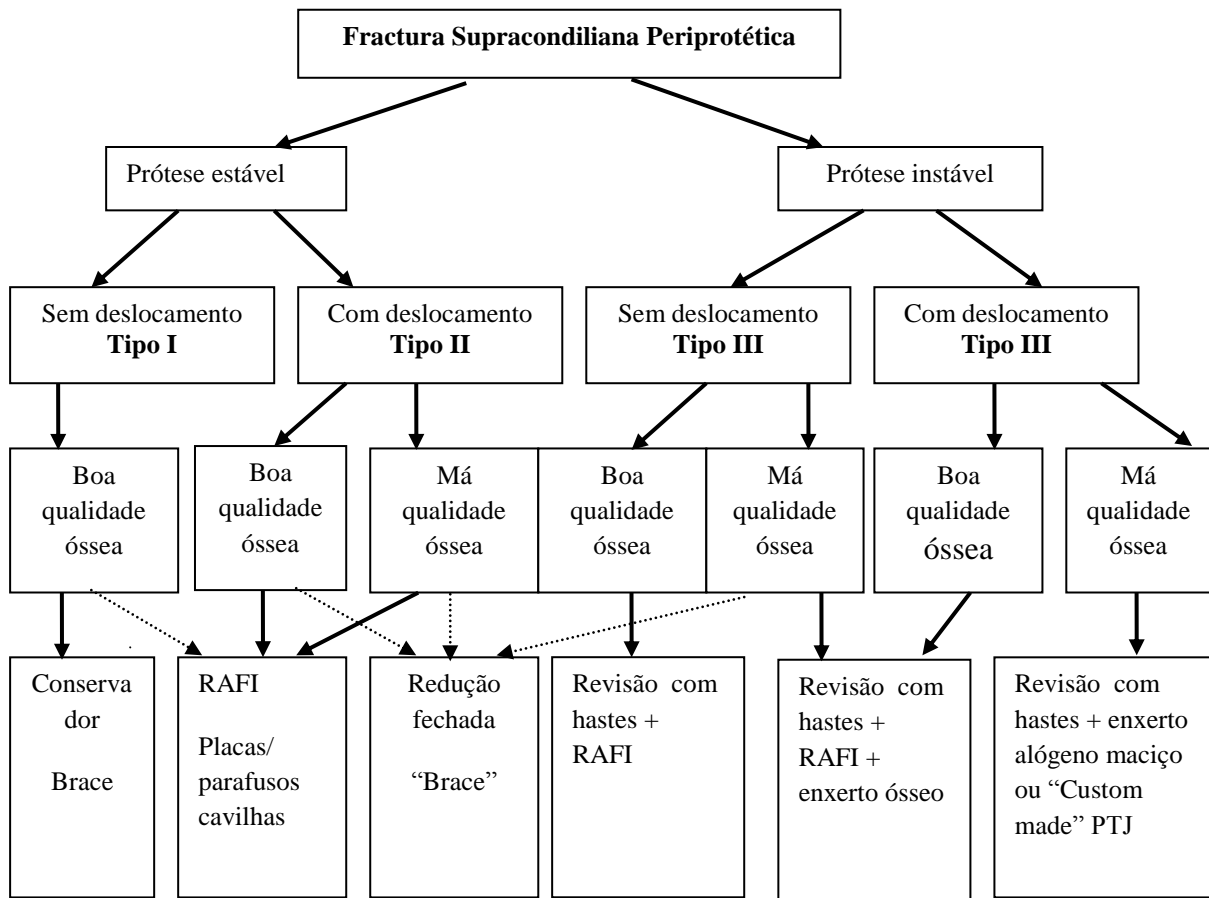 Fractura Supracondiliana Periprotética
Prótese estável
Prótese instável
Sem deslocamento
Tipo I
Com deslocamento
Tipo II
Sem deslocamento
Tipo III
Com deslocamento
Tipo III
Boa
qualidade
óssea
Boa
qualidade
óssea
Má
qualidade
óssea
Boa
qualidade
óssea
Má
qualidade
óssea
Boa
qualidade
óssea
Má
qualidade
óssea
Conserva
dor
Brace
RAFI
Placas/
parafusos
cavilhas
Redução
fechada
“Brace”
Revisão com
hastes +
RAFI
Revisão com
hastes +
RAFI +
enxerto ósseo
Revisão com
hastes + enxerto
alógeno maciço
ou “Custom
made” PTJ